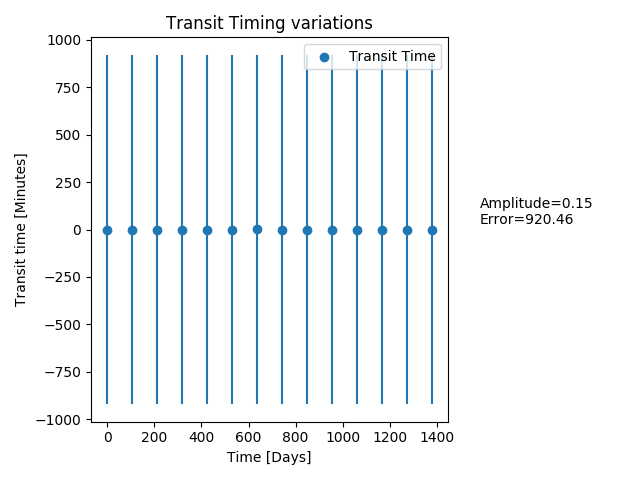 Transit Timing variations
Transit Time
1000
750
500
250
0
−250
−500
−750
−1000
Transit time [Minutes]
0 200 400 600 800 1000 1200 1400
Time [Days]
Amplitude=0.15
Error=920.46